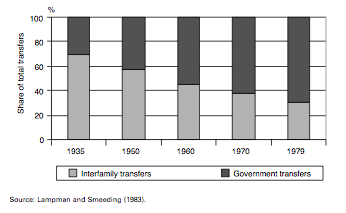 %
100
80
60
40
20
0
Share of total transfers
1935 1950 1960 1970 1979
Interfamily transfers Government transfers
Source: Lampman and Smeeding (1983).